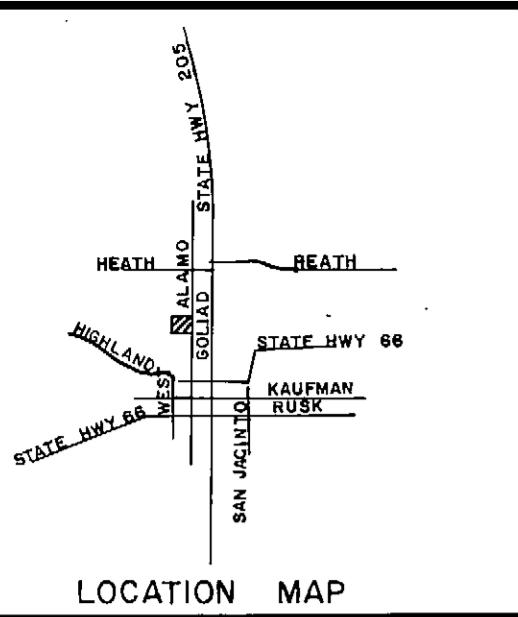 STATE HWY 205
HEATH
HEATH
ALAMO
GOLIAD
HIGHLAND
STATE HWY 66
WEST
KAUFMAN
RUSK
STATE HWY 66
SAN JACINTO
LOCATION MAP